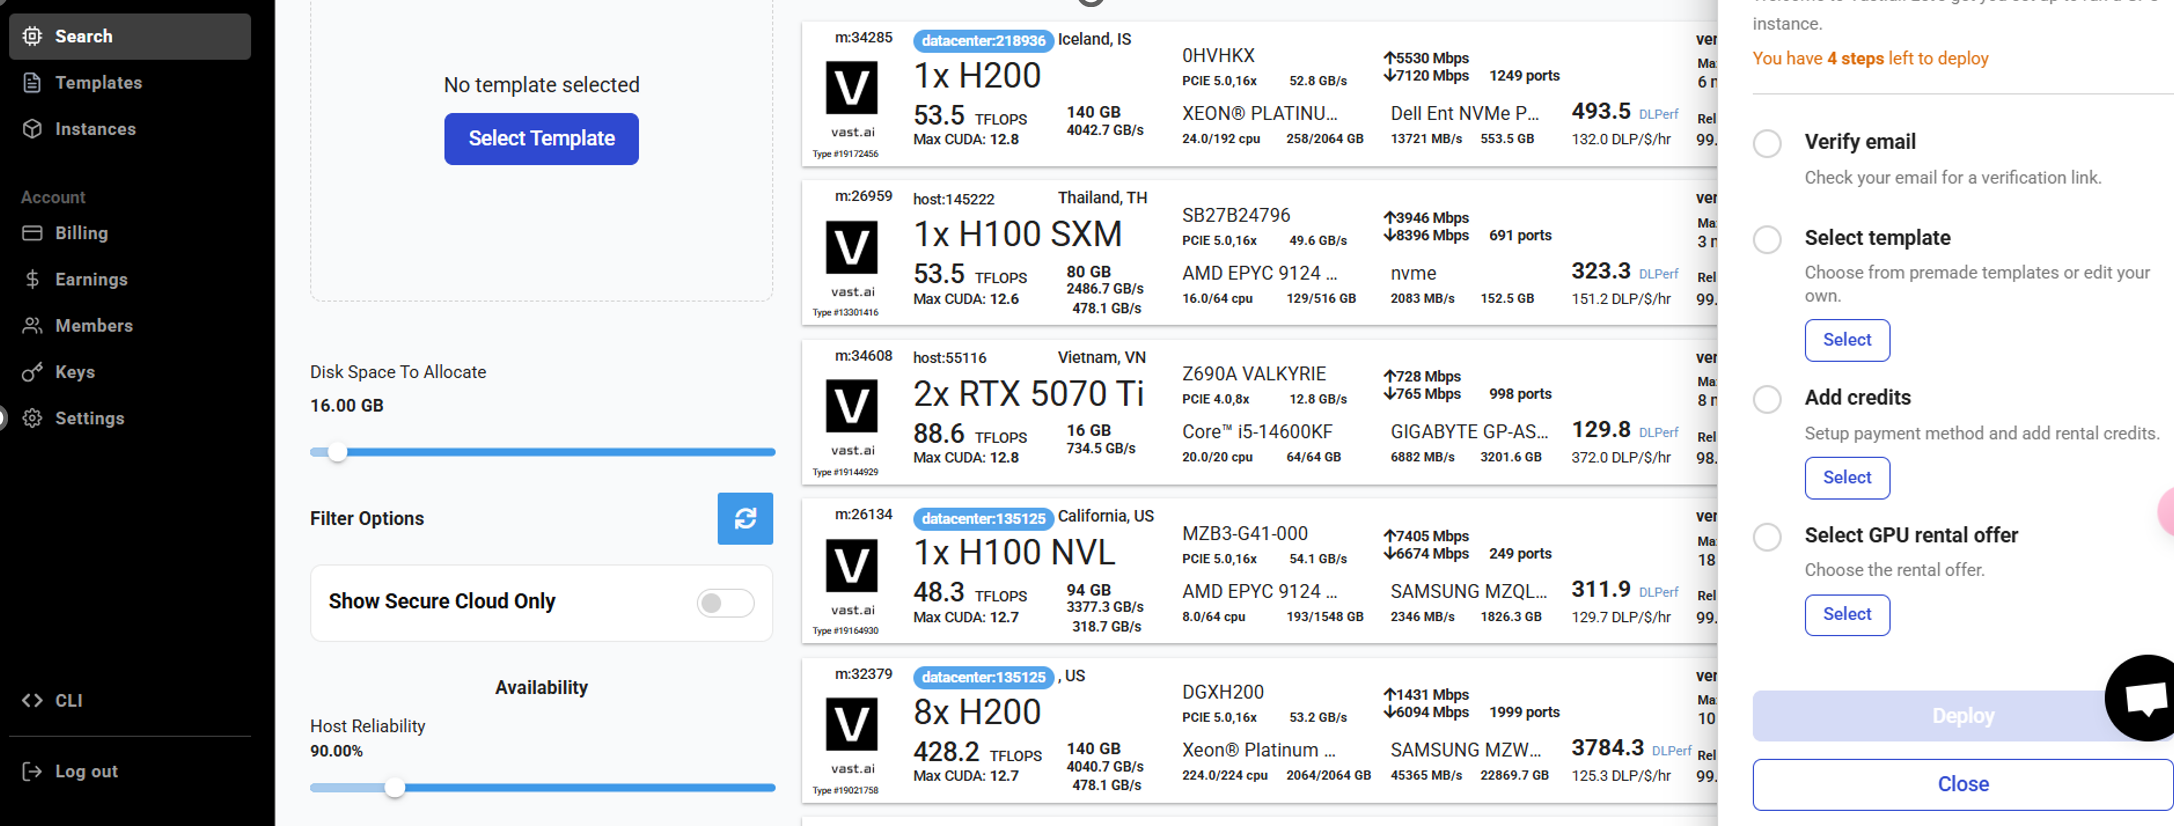 Search
Templates
Instances
Account
Billing
Earnings
Members
Keys
Settings
CLI
Log out
No template selected
Select Template
Disk Space To Allocate
16.00 GB
Filter Options
Show Secure Cloud Only
Availability
Host Reliability
90.00%
m:34285 datacenter:218936 Iceland, IS
1x H200
53.5 TFLOPS 140 GB
4042.7 GB/s
Max CUDA: 12.8
vast.ai
Type #19172456
0HVHKX
PCIE 5.0,16x 52.8 GB/s
XEON® PLATINU...
24.0/192 cpu 258/2064 GB
↑5530 Mbps
↓7120 Mbps 1249 ports
Dell Ent NVMe P...
13721 MB/s 553.5 GB
493.5 DLPerf
132.0 DLP/$/hr
ver
Ma
6 m
Rel
99.
m:26959 host:145222 Thailand, TH
1x H100 SXM
53.5 TFLOPS 80 GB
2486.7 GB/s
Max CUDA: 12.6 478.1 GB/s
vast.ai
Type #13301416
SB27B24796
PCIE 5.0,16x 49.6 GB/s
AMD EPYC 9124 ...
16.0/64 cpu 129/516 GB
↑3946 Mbps
↓8396 Mbps 691 ports
nvme
2083 MB/s 152.5 GB
323.3 DLPerf
151.2 DLP/$/hr
ver
Ma
3 m
Rel
99.
m:34608 host:55116 Vietnam, VN
2x RTX 5070 Ti
88.6 TFLOPS 16 GB
734.5 GB/s
Max CUDA: 12.8
vast.ai
Type #19144929
Z690A VALKYRIE
PCIE 4.0,8x 12.8 GB/s
Core™ i5-14600KF
20.0/20 cpu 64/64 GB
↑728 Mbps
↓765 Mbps 998 ports
GIGABYTE GP-AS...
6882 MB/s 3201.6 GB
129.8 DLPerf
372.0 DLP/$/hr
ver
Ma
8 m
Rel
98.
m:26134 datacenter:135125 California, US
1x H100 NVL
48.3 TFLOPS 94 GB
3377.3 GB/s
Max CUDA: 12.7 318.7 GB/s
vast.ai
Type #19164930
MZB3-G41-000
PCIE 5.0,16x 54.1 GB/s
AMD EPYC 9124 ...
8.0/64 cpu 193/1548 GB
↑7405 Mbps
↓6674 Mbps 249 ports
SAMSUNG MZQL...
2346 MB/s 1826.3 GB
311.9 DLPerf
129.7 DLP/$/hr
ver
Ma
18
Rel
99.
m:32379 datacenter:135125 , US
8x H200
428.2 TFLOPS 140 GB
4040.7 GB/s
Max CUDA: 12.7 478.1 GB/s
vast.ai
Type #19021758
DGXH200
PCIE 5.0,16x 53.2 GB/s
Xeon® Platinum ...
224.0/224 cpu 2064/2064 GB
↑1431 Mbps
↓6094 Mbps 1999 ports
SAMSUNG MZW...
45365 MB/s 22869.7 GB
3784.3 DLPerf
125.3 DLP/$/hr
ver
Ma
10
Rel
99.
instance.
You have 4 steps left to deploy
Verify email
Check your email for a verification link.
Select template
Choose from premade templates or edit your
own.
Select
Add credits
Setup payment method and add rental credits.
Select
Select GPU rental offer
Choose the rental offer.
Select
Deploy
Close